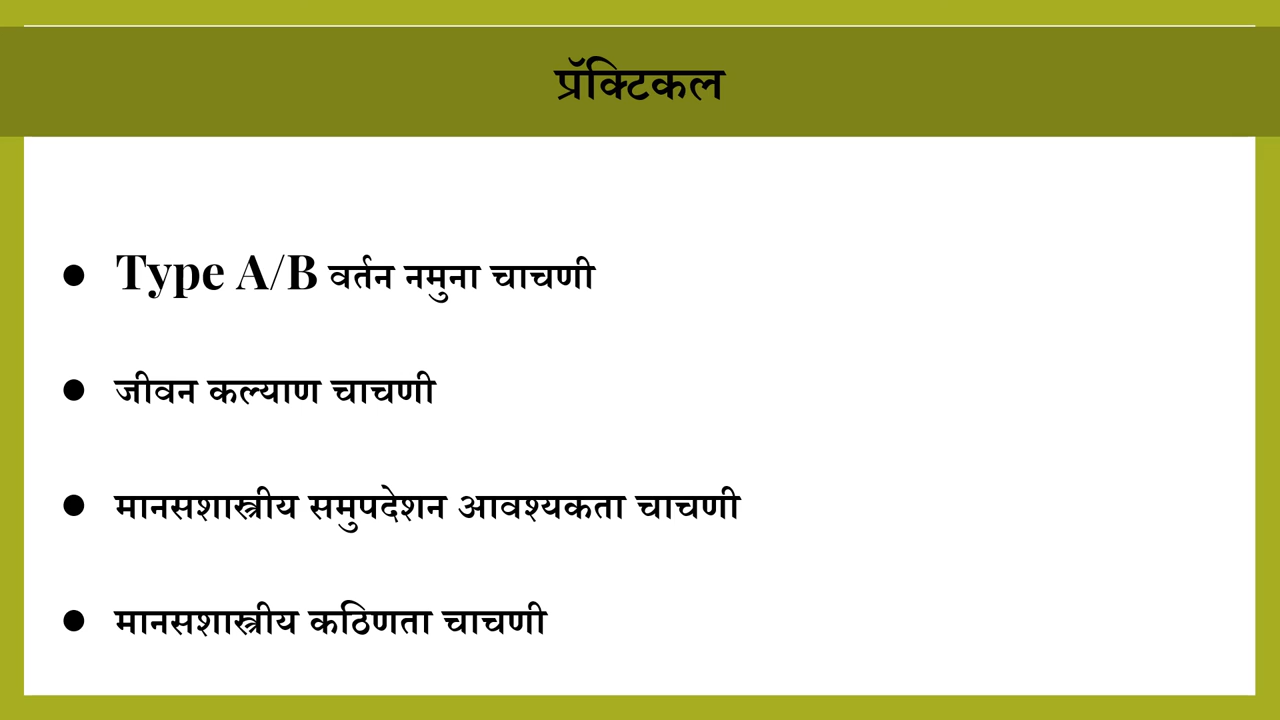 प्रॅक्टिकल
● Type A/B वर्तन नमुना चाचणी
● जीवन कल्याण चाचणी
● मानसशास्त्रीय समुपदेशन आवश्यकता चाचणी
● मानसशास्त्रीय कठिणता चाचणी